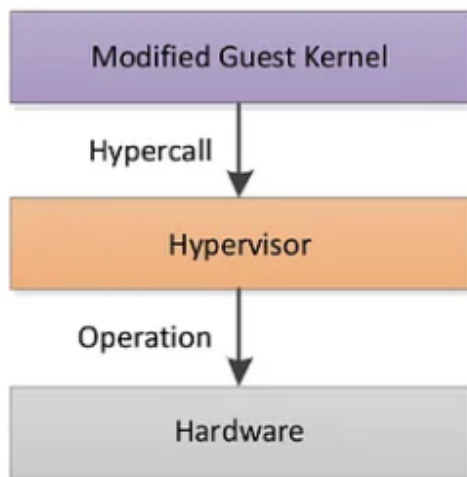 Modified Guest Kernel
Hypercall
Hypervisor
Operation
Hardware